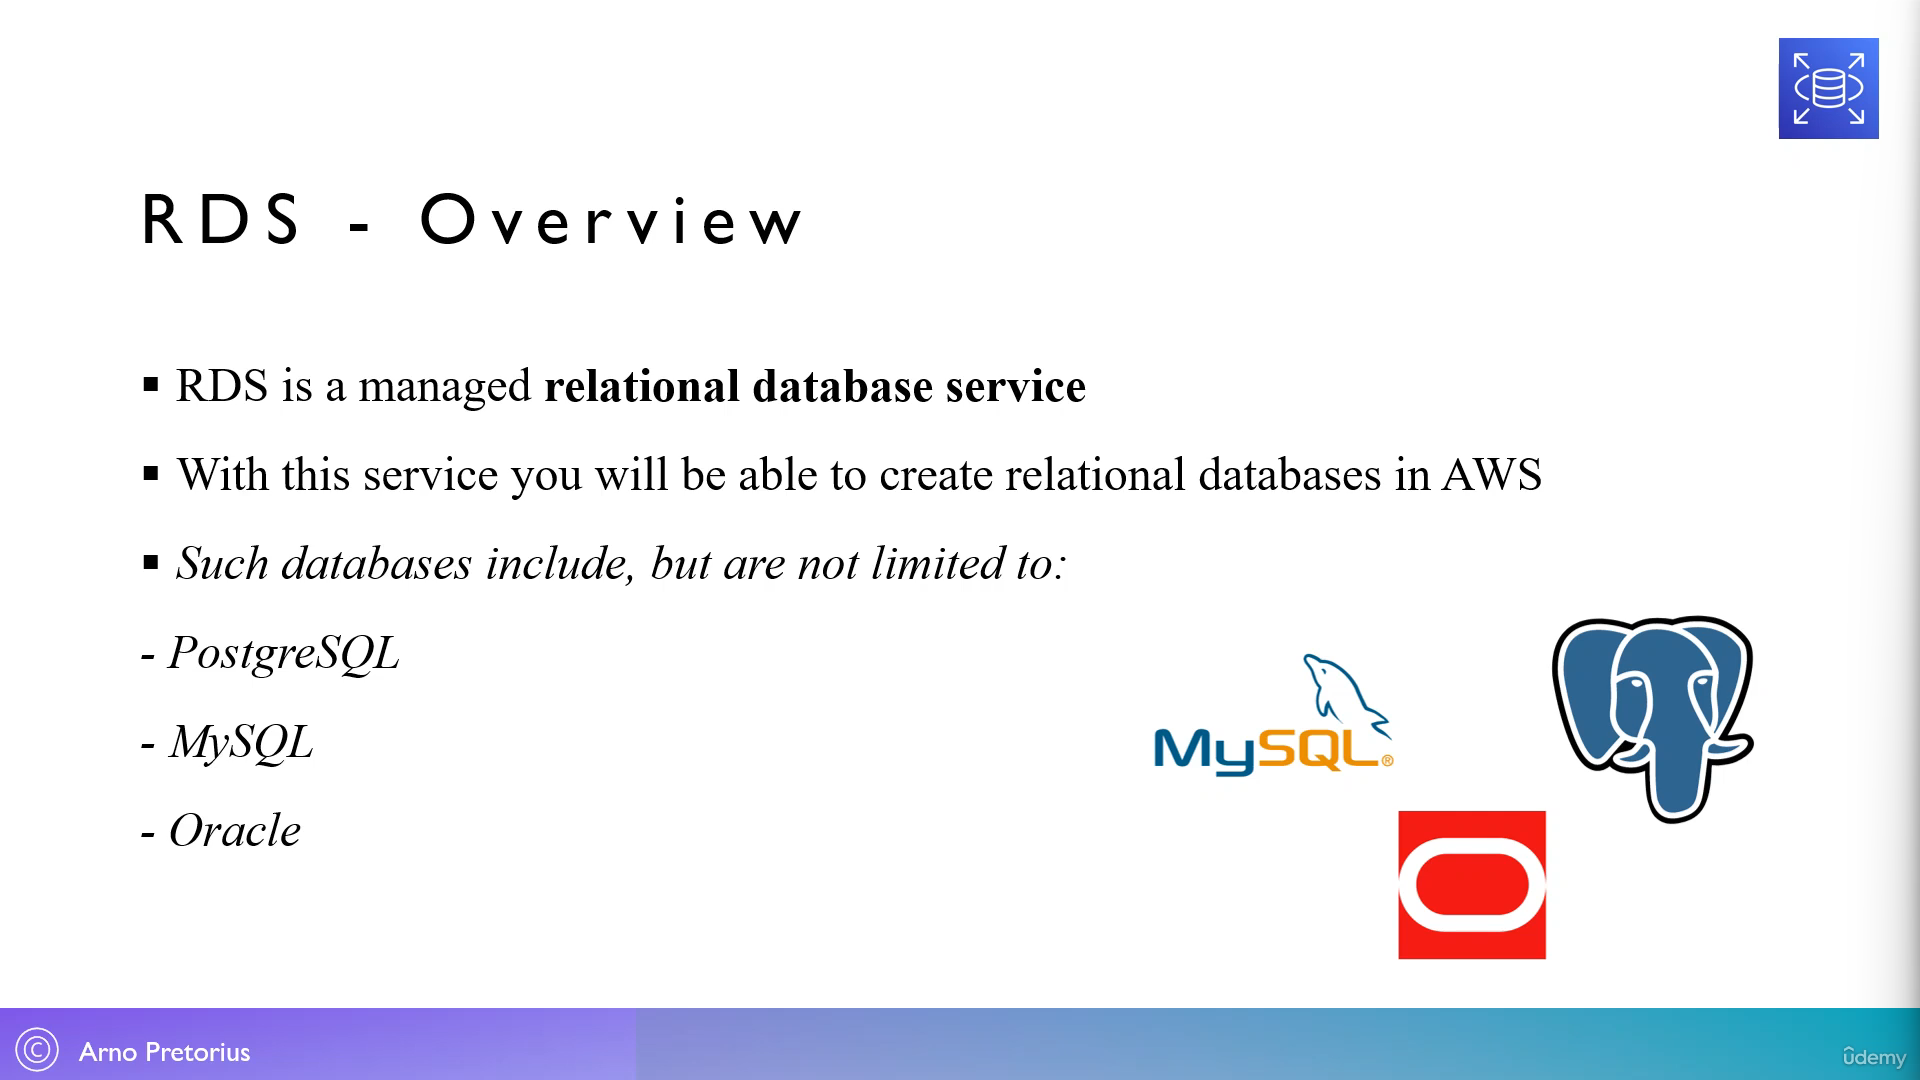 RDS - Overview
▪ RDS is a managed relational database service
▪ With this service you will be able to create relational databases in AWS
▪ Such databases include, but are not limited to:
- PostgreSQL
- MySQL
- Oracle
MySQL®
© Arno Pretorius
ûdemy